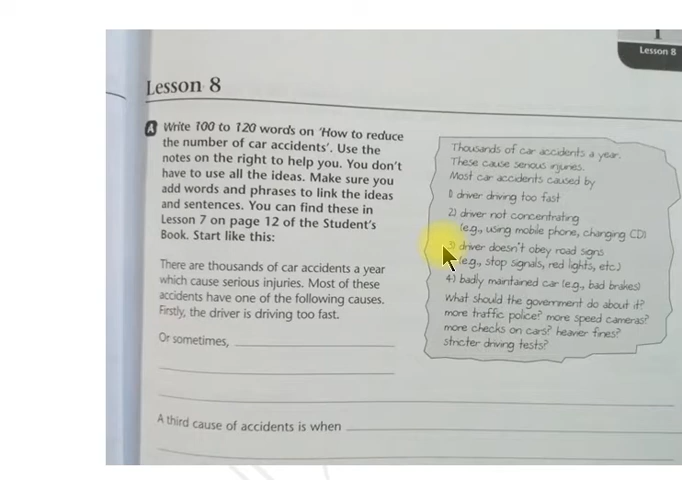 1
Lesson 8
Lesson 8
A Write 100 to 120 words on 'How to reduce
the number of car accidents'. Use the
notes on the right to help you. You don't
have to use all the ideas. Make sure you
add words and phrases to link the ideas
and sentences. You can find these in
Lesson 7 on page 12 of the Student's
Book. Start like this:
There are thousands of car accidents a year
which cause serious injuries. Most of these
accidents have one of the following causes.
Firstly, the driver is driving too fast.
Or sometimes,
A third cause of accidents is when
Thousands of car accidents a year.
These cause serious injuries.
Most car accidents caused by
1) driver driving too fast
2) driver not concentrating
(e.g., using mobile phone, changing CD)
3) driver doesn't obey road signs
(e.g., stop signals, red lights, etc.)
4) badly maintained car (e.g., bad brakes)
What should the government do about it?
more traffic police? more speed cameras?
more checks on cars? heavier fines?
stricter driving tests?